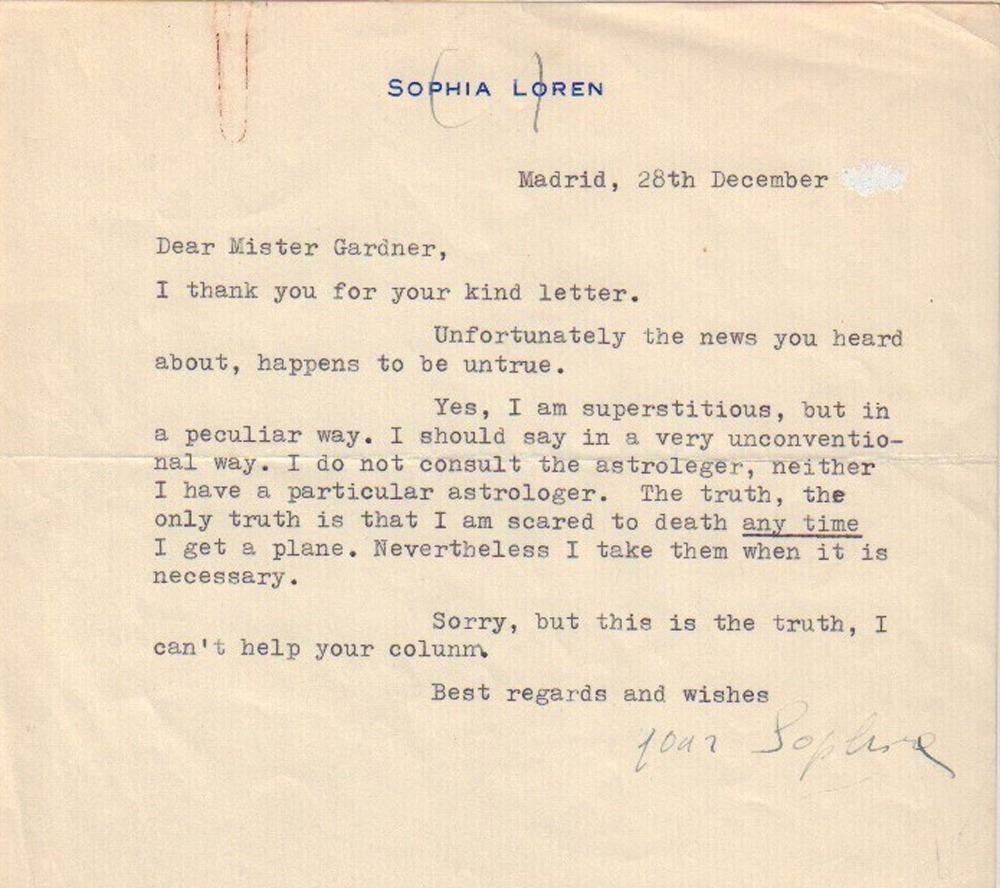 SOPHIA LOREN
Madrid, 28th December
Dear Mister Gardner,
I thank you for your kind letter.
Unfortunately the news you heard
about, happens to be untrue.
Yes, I am superstitious, but in
a peculiar way. I should say in a very unconventio-
nal way. I do not consult the astroleger, neither
I have a particular astrologer. The truth, the
only truth is that I am scared to death any time
I get a plane. Nevertheless I take them when it is
necessary.
Sorry, but this is the truth, I
can't help your colunm.
Best regards and wishes
your Sophia